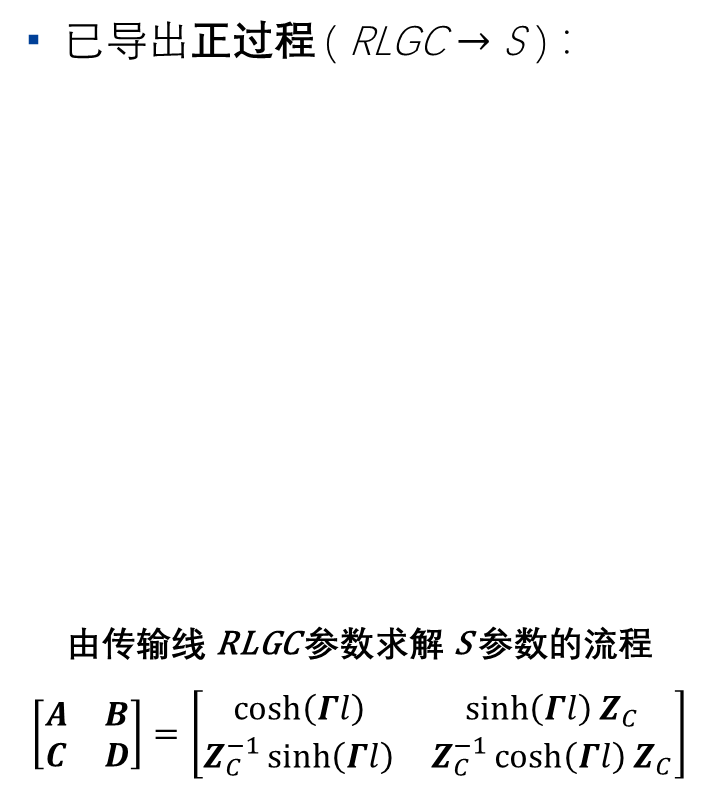 ▪ 已导出正过程 ( RLGC → S ) :
由传输线 RLGC参数求解 S参数的流程
[A B; C D] = [cosh(Γl) sinh(Γl) Z_C; Z_C^{-1} sinh(Γl) Z_C^{-1} cosh(Γl) Z_C]